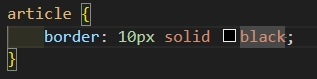 article {
    border: 10px solid black;
}